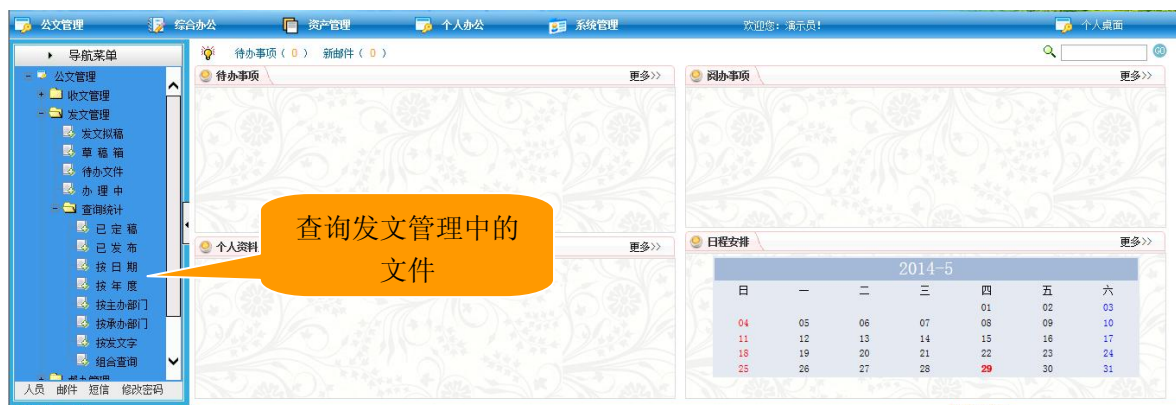 公文管理 综合办公 资产管理 个人办公 系统管理 欢迎您：演示员！ 个人桌面
导航菜单
待办事项（0） 新邮件（0）
GO
公文管理
收文管理
发文管理
发文拟稿
草稿箱
待办文件
办理中
查询统计
已定稿
已发布
按日期
按年度
按主办部门
按承办部门
按发文字
组合查询
人员 邮件 短信 修改密码
待办事项 更多>>
阅办事项 更多>>
查询发文管理中的
文件
个人资料 更多>>
日程安排 更多>>
2014-5
日 一 二 三 四 五 六
01 02 03
04 05 06 07 08 09 10
11 12 13 14 15 16 17
18 19 20 21 22 23 24
25 26 27 28 29 30 31